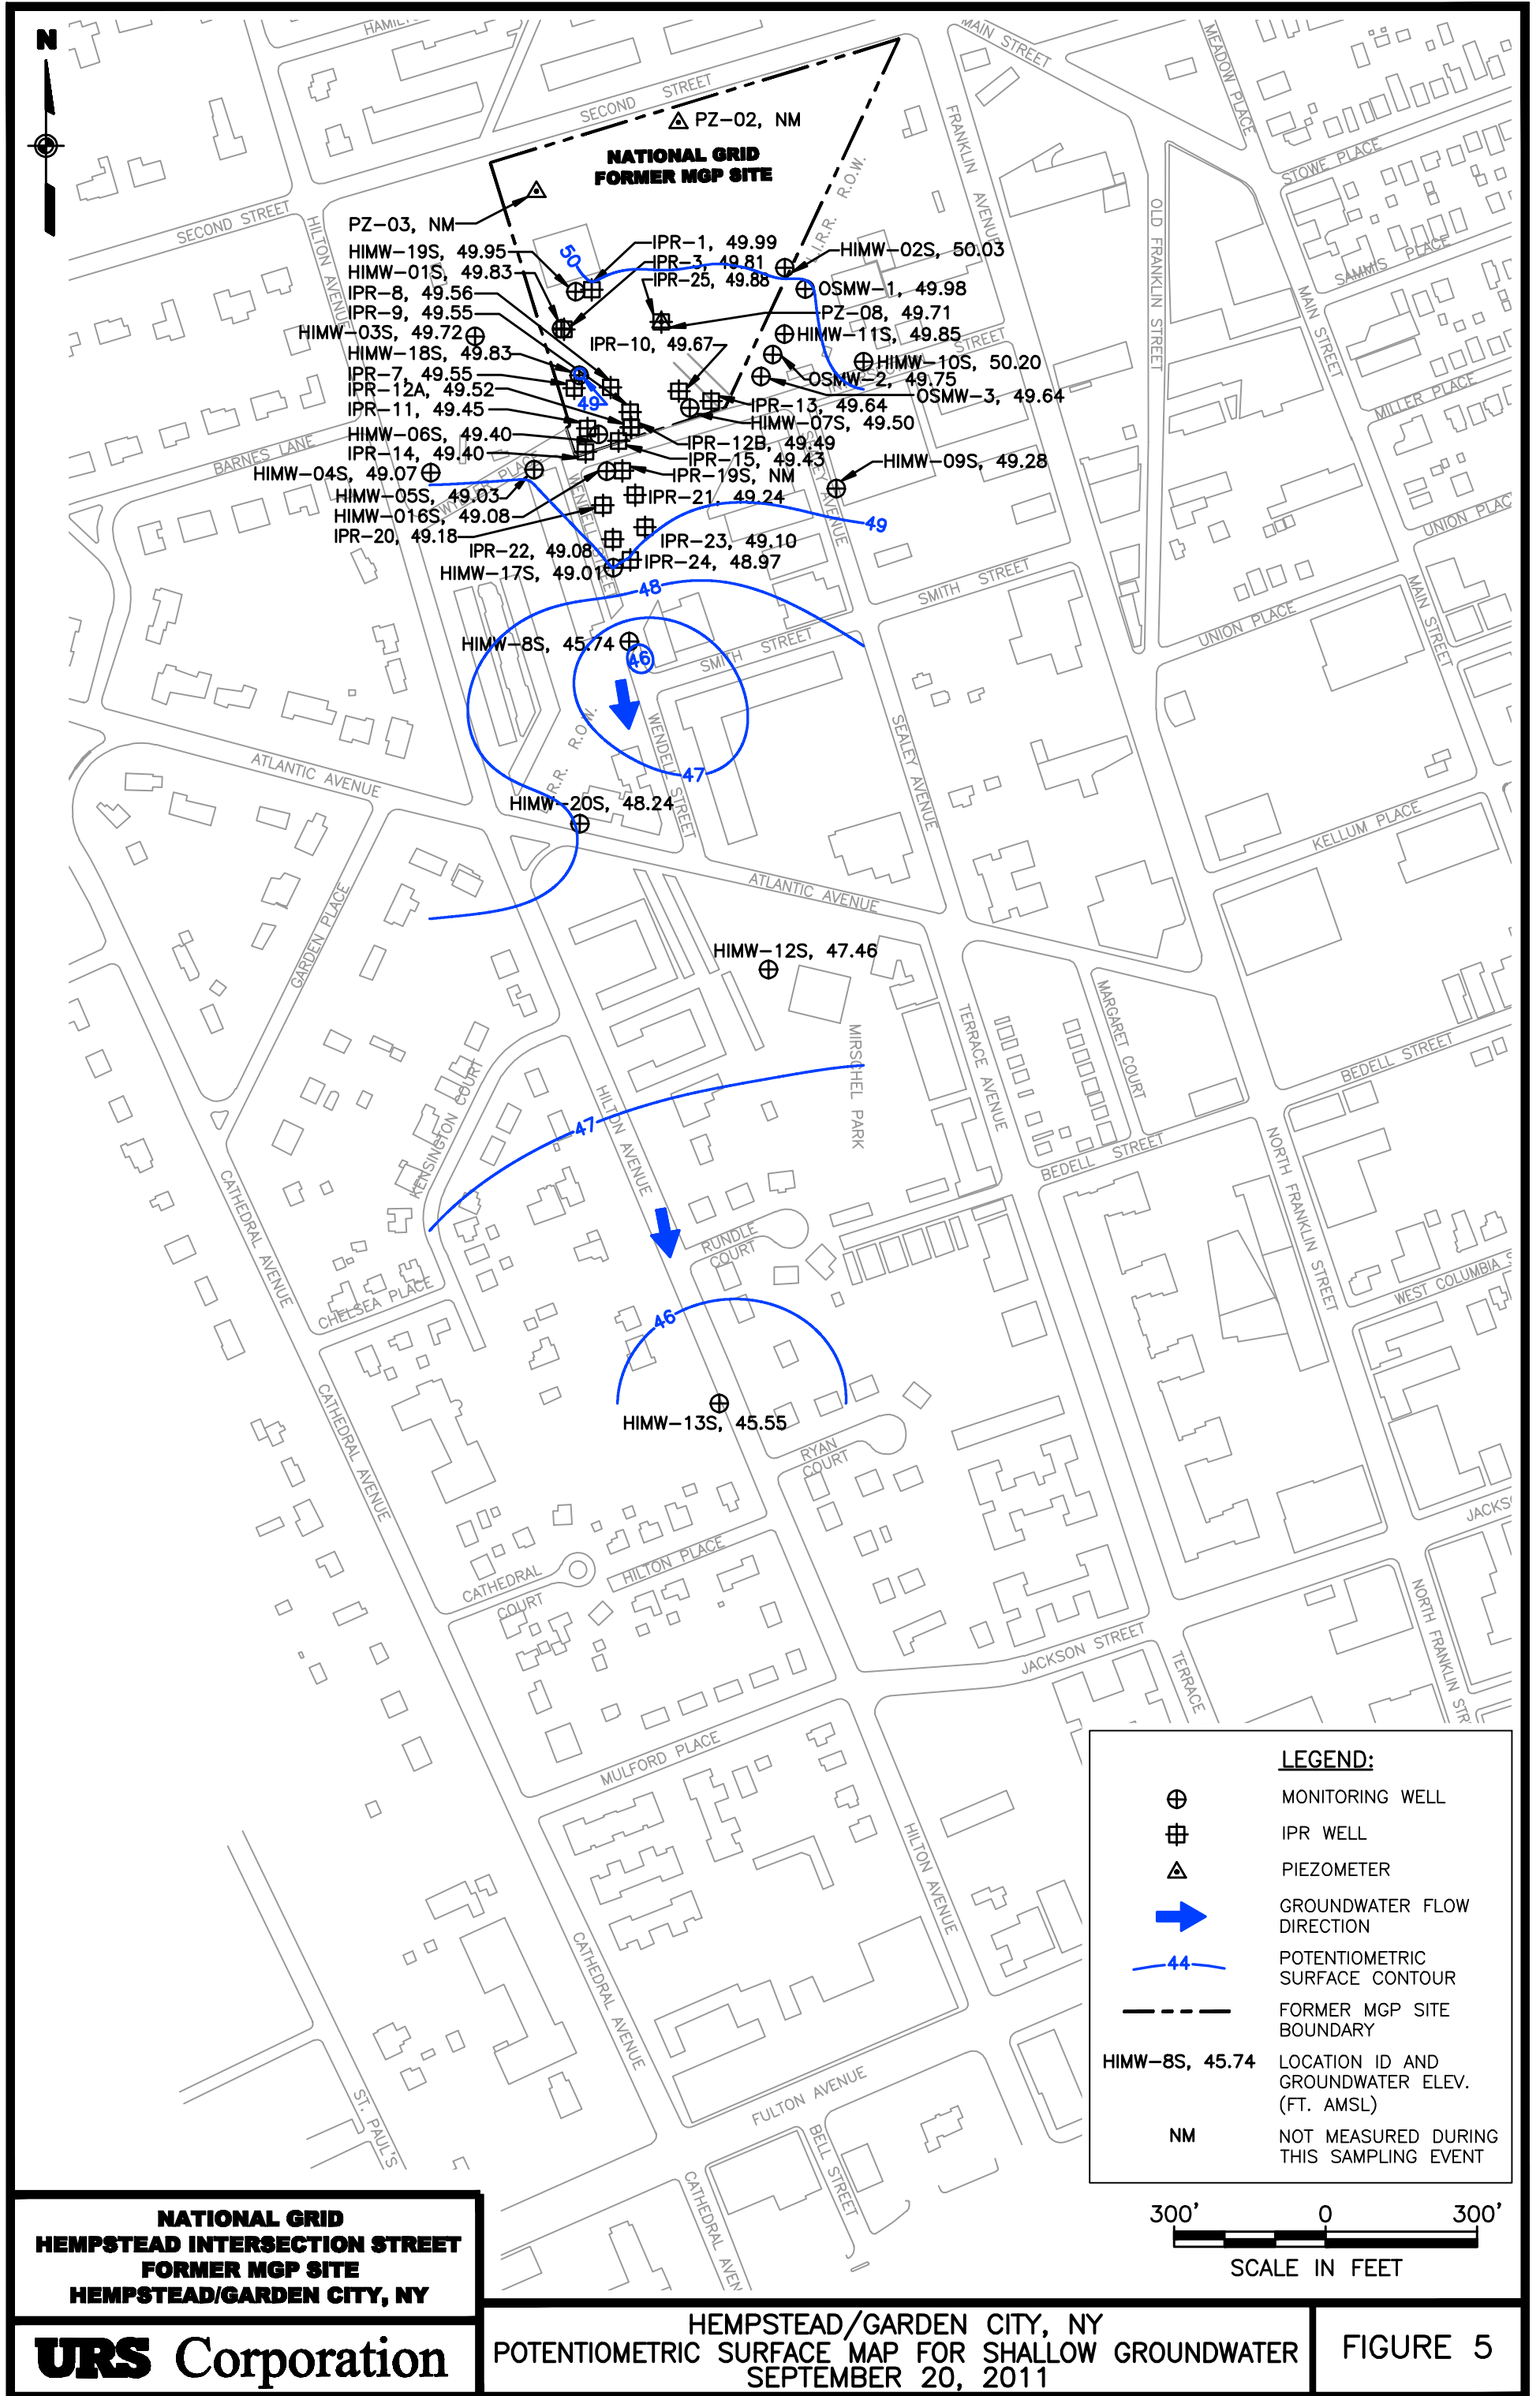 N
HAMIL
MAIN STREET
MEADOW PLACE
SECOND STREET
PZ-02, NM
NATIONAL GRID
FORMER MGP SITE
FRANKLIN AVENUE
STOWE PLACE
L.I.R.R. R.O.W.
OLD FRANKLIN STREET
SECOND STREET
HILTON AVENUE
PZ-03, NM
HIMW-19S, 49.95
HIMW-01S, 49.83
IPR-8, 49.56
IPR-9, 49.55
HIMW-03S, 49.72
HIMW-18S, 49.83
IPR-7, 49.55
IPR-12A, 49.52
IPR-11, 49.45
HIMW-06S, 49.40
IPR-14, 49.40
HIMW-04S, 49.07
HIMW-05S, 49.03
HIMW-016S, 49.08
IPR-20, 49.18
IPR-22, 49.08
HIMW-17S, 49.01
50
IPR-1, 49.99
IPR-3, 49.81
IPR-25, 49.88
IPR-10, 49.67
HIMW-02S, 50.03
OSMW-1, 49.98
PZ-08, 49.71
HIMW-11S, 49.85
HIMW-10S, 50.20
OSMW-2, 49.75
OSMW-3, 49.64
IPR-13, 49.64
HIMW-07S, 49.50
IPR-12B, 49.49
IPR-15, 49.43
IPR-19S, NM
HIMW-09S, 49.28
IPR-21, 49.24
IPR-23, 49.10
IPR-24, 48.97
49
49
SAMMIS PLACE
MAIN STREET
MILLER PLACE
BARNES LANE
WENDELL STREET
SEALEY AVENUE
UNION PLAC
SMITH STREET
MAIN STREET
UNION PLACE
48
HIMW-8S, 45.74
46
SMITH STREET
R.R. R.O.W.
WENDELL STREET
47
SEALEY AVENUE
ATLANTIC AVENUE
HIMW-20S, 48.24
KELLUM PLACE
ATLANTIC AVENUE
GARDEN PLACE
HIMW-12S, 47.46
MIRSCHEL PARK
TERRACE AVENUE
MARGARET COURT
BEDELL STREET
KENSINGTON COURT
HILTON AVENUE
47
BEDELL STREET
NORTH FRANKLIN STREET
CATHEDRAL AVENUE
RUNDLE
COURT
CHELSEA PLACE
WEST COLUMBIA S
46
HIMW-13S, 45.55
CATHEDRAL AVENUE
RYAN
COURT
JACKS
HILTON PLACE
CATHEDRAL
COURT
NORTH FRANKLIN STR
JACKSON STREET
TERRACE
MULFORD PLACE
HILTON AVENUE
CATHEDRAL AVENUE
ST. PAUL'S
FULTON AVENUE
BELL STREET
CATHEDRAL AVEN
LEGEND:
MONITORING WELL
IPR WELL
PIEZOMETER
GROUNDWATER FLOW
DIRECTION
44
POTENTIOMETRIC
SURFACE CONTOUR
FORMER MGP SITE
BOUNDARY
HIMW-8S, 45.74
LOCATION ID AND
GROUNDWATER ELEV.
(FT. AMSL)
NM
NOT MEASURED DURING
THIS SAMPLING EVENT
300' 0 300'
SCALE IN FEET
NATIONAL GRID
HEMPSTEAD INTERSECTION STREET
FORMER MGP SITE
HEMPSTEAD/GARDEN CITY, NY
URS Corporation
HEMPSTEAD/GARDEN CITY, NY
POTENTIOMETRIC SURFACE MAP FOR SHALLOW GROUNDWATER
SEPTEMBER 20, 2011
FIGURE 5